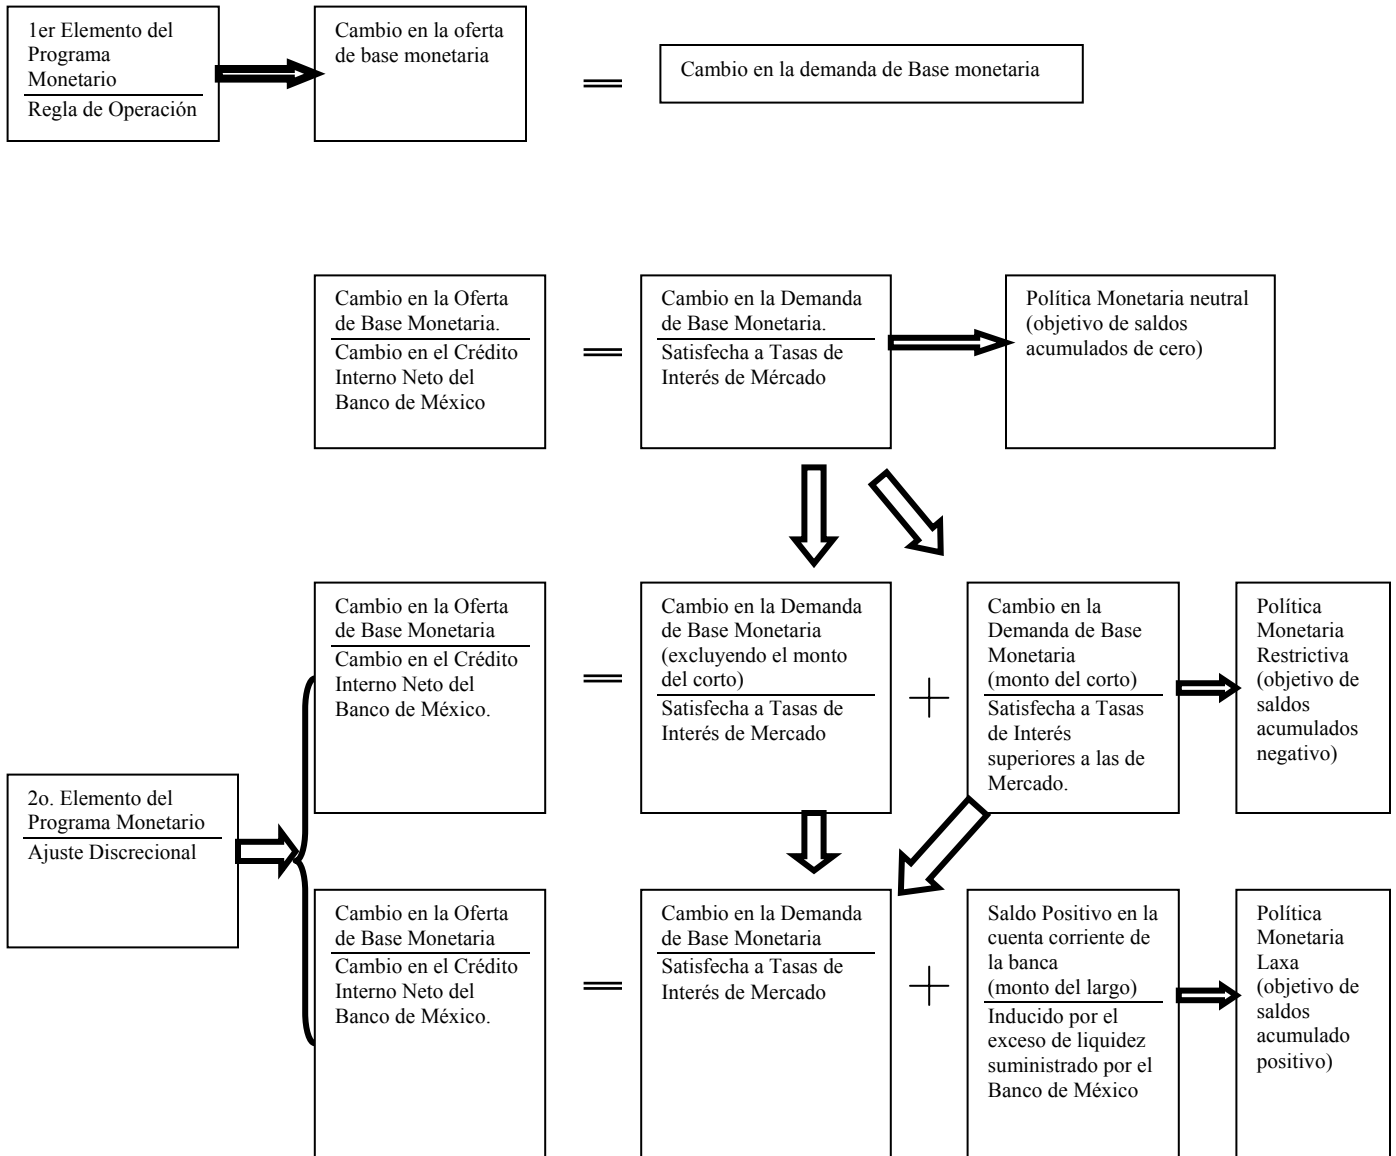 1er Elemento del
Programa
Monetario
Regla de Operación
Cambio en la oferta
de base monetaria
=
Cambio en la demanda de Base monetaria
Cambio en la Oferta
de Base Monetaria.
Cambio en el Crédito
Interno Neto del
Banco de México
=
Cambio en la Demanda
de Base Monetaria.
Satisfecha a Tasas de
Interés de Mércado
Política Monetaria neutral
(objetivo de saldos
acumulados de cero)
Cambio en la Oferta
de Base Monetaria
Cambio en el Crédito
Interno Neto del
Banco de México.
=
Cambio en la Demanda
de Base Monetaria
(excluyendo el monto
del corto)
Satisfecha a Tasas de
Interés de Mercado
+
Cambio en la
Demanda de Base
Monetaria
(monto del corto)
Satisfecha a Tasas
de Interés
superiores a las de
Mercado.
Política
Monetaria
Restrictiva
(objetivo de
saldos
acumulados
negativo)
2o. Elemento del
Programa Monetario
Ajuste Discrecional
Cambio en la Oferta
de Base Monetaria
Cambio en el Crédito
Interno Neto del
Banco de México.
=
Cambio en la Demanda
de Base Monetaria
Satisfecha a Tasas de
Interés de Mercado
+
Saldo Positivo en la
cuenta corriente de
la banca
(monto del largo)
Inducido por el
exceso de liquidez
suministrado por el
Banco de México
Política
Monetaria
Laxa
(objetivo de
saldos
acumulado
positivo)